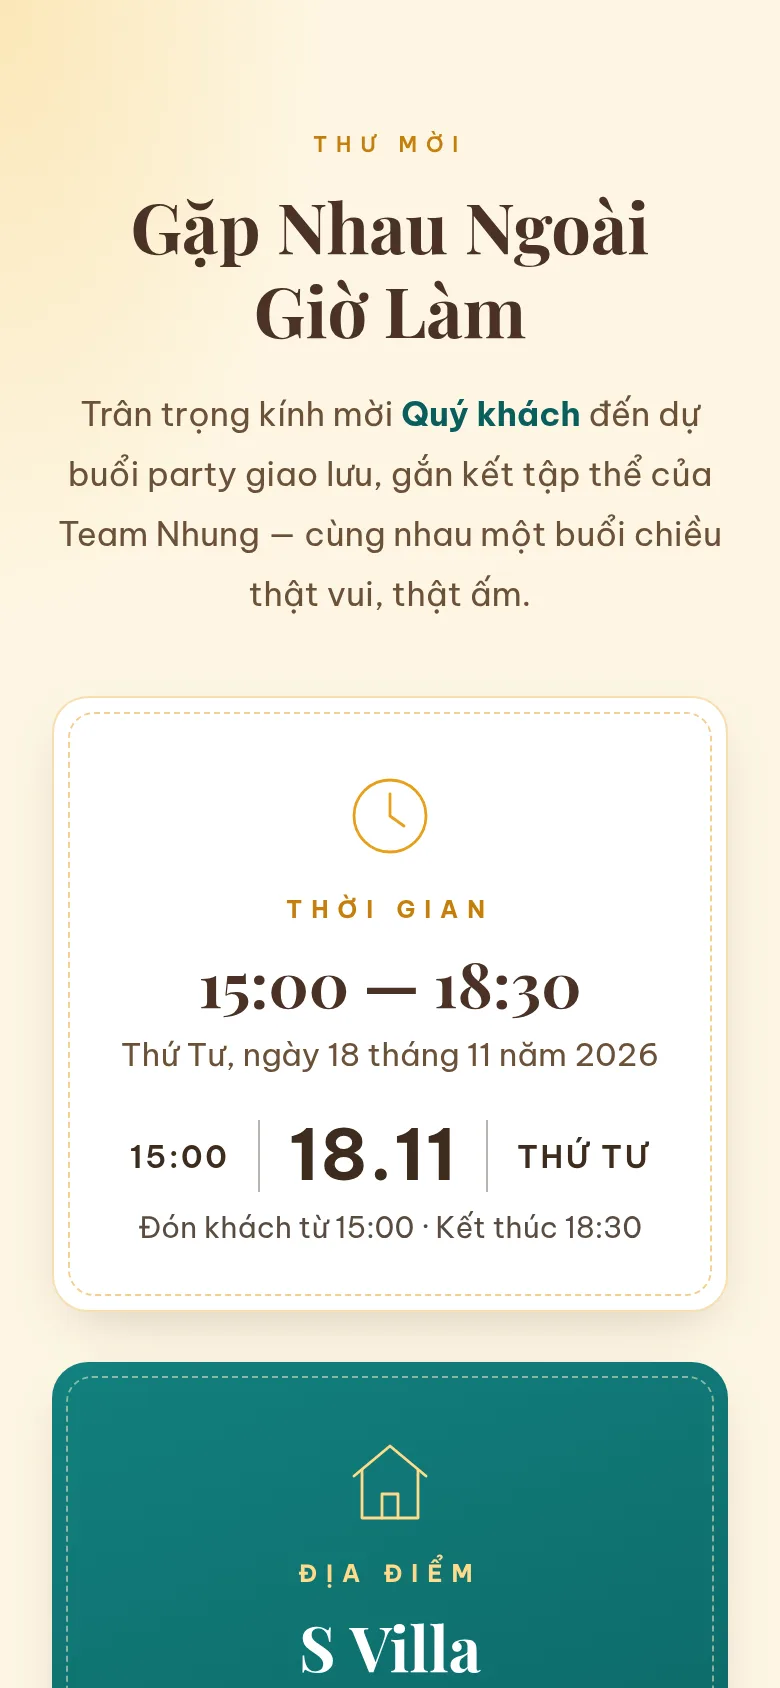 THƯ MỜI
Gặp Nhau Ngoài
Giờ Làm
Trân trọng kính mời Quý khách đến dự
buổi party giao lưu, gắn kết tập thể của
Team Nhung — cùng nhau một buổi chiều
thật vui, thật ấm.
THỜI GIAN
15:00 — 18:30
Thứ Tư, ngày 18 tháng 11 năm 2026
15:00 18.11 THỨ TƯ
Đón khách từ 15:00 · Kết thúc 18:30
ĐỊA ĐIỂM
S Villa